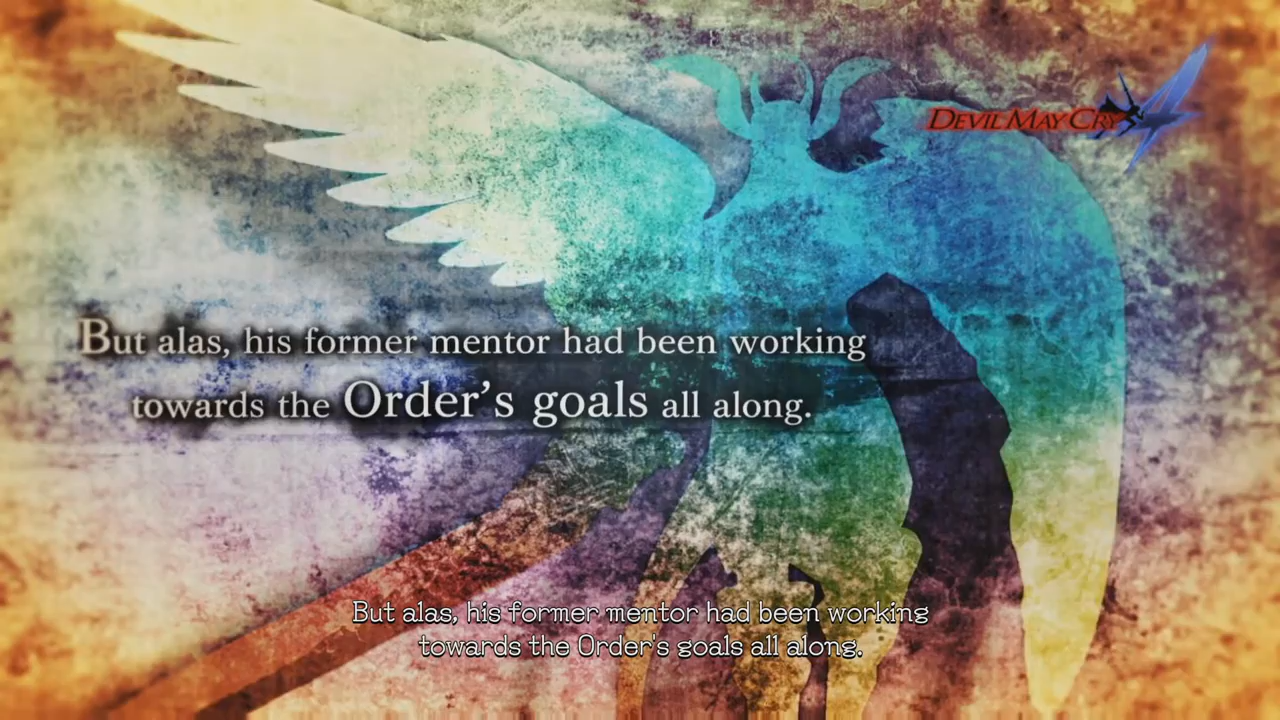 DEVIL MAY CRY 4
But alas, his former mentor had been working
towards the Order’s goals all along.
But alas, his former mentor had been working
towards the Order's goals all along.